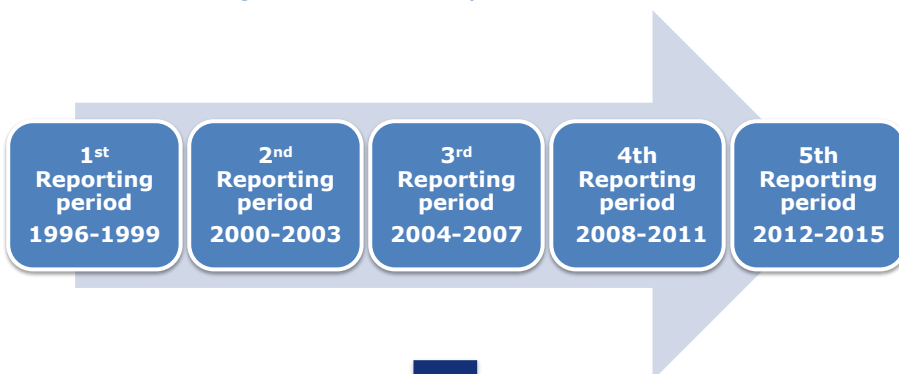 1st
Reporting
period
1996-1999
2nd
Reporting
period
2000-2003
3rd
Reporting
period
2004-2007
4th
Reporting
period
2008-2011
5th
Reporting
period
2012-2015